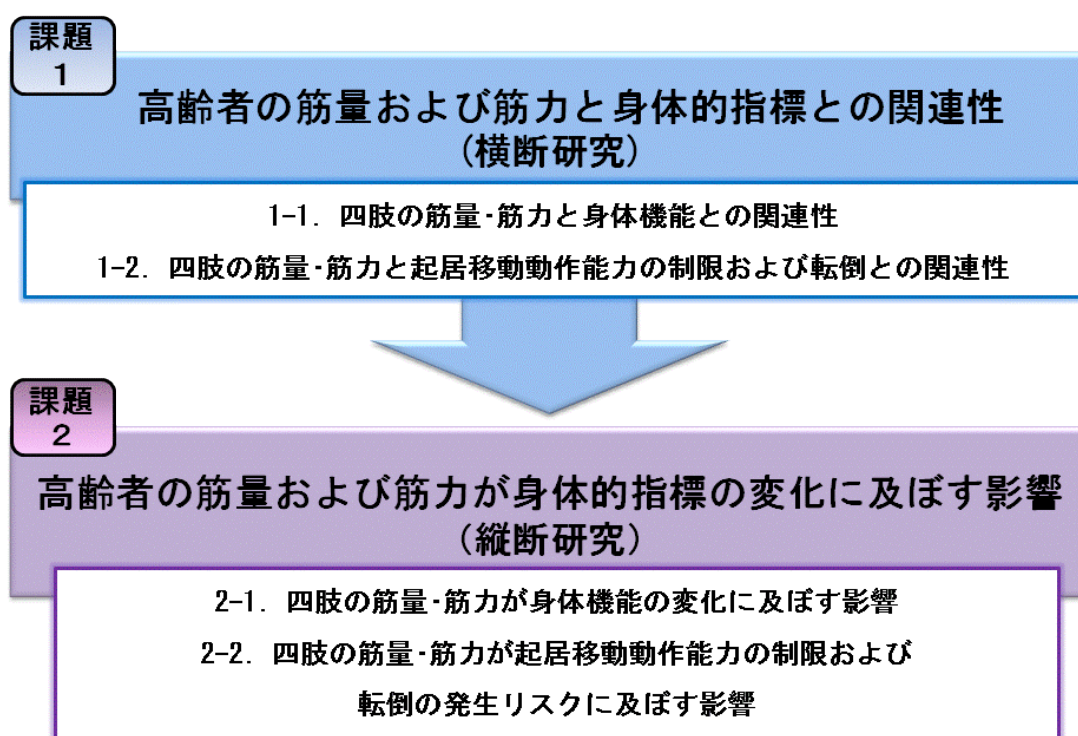 課題
1
高齢者の筋量および筋力と身体的指標との関連性
(横断研究)
1-1. 四肢の筋量・筋力と身体機能との関連性
1-2. 四肢の筋量・筋力と起居移動動作能力の制限および転倒との関連性
課題
2
高齢者の筋量および筋力が身体的指標の変化に及ぼす影響
(縦断研究)
2-1. 四肢の筋量・筋力が身体機能の変化に及ぼす影響
2-2. 四肢の筋量・筋力が起居移動動作能力の制限および
転倒の発生リスクに及ぼす影響